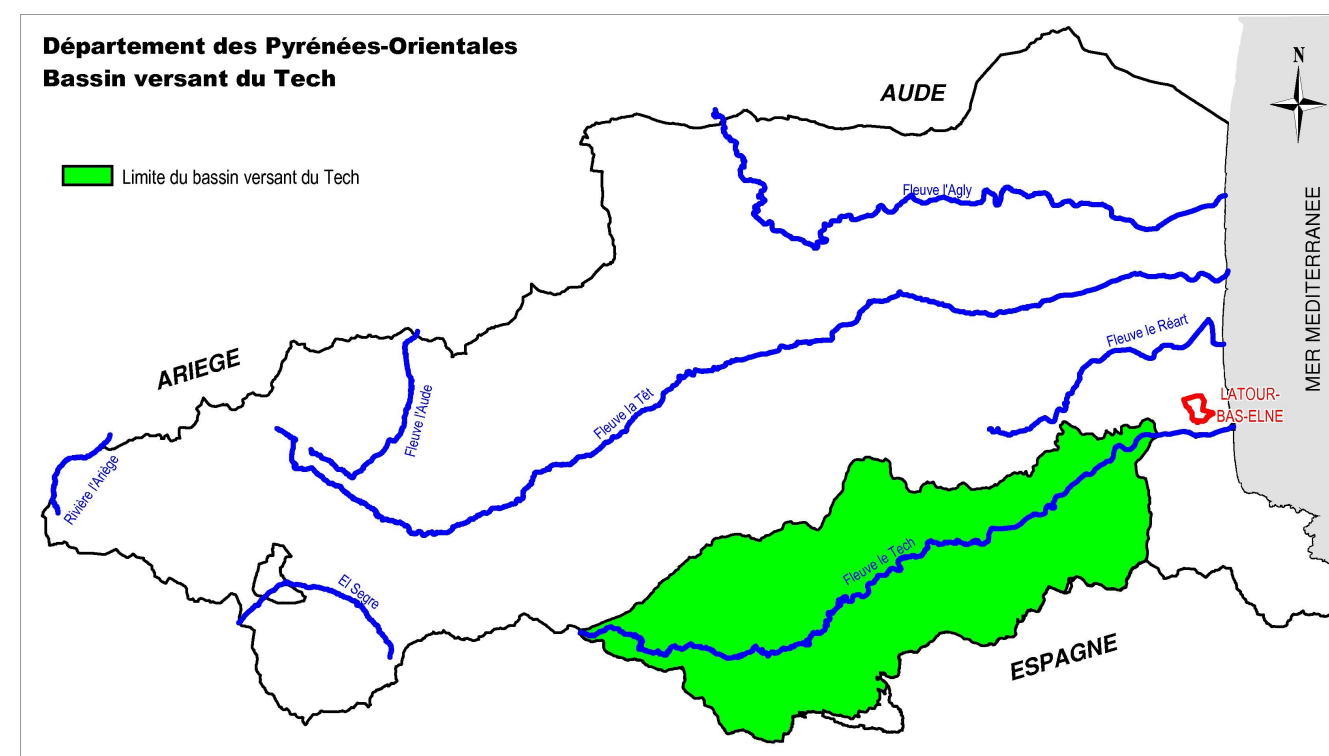 Département des Pyrénées-Orientales
Bassin versant du Tech
AUDE
N
Limite du bassin versant du Tech
Fleuve l'Agly
MER MEDITERRANEE
Fleuve le Réart
ARIEGE
Fleuve l'Aude
Fleuve la Têt
LATOUR-
BAS-ELNE
Rivière l'Ariège
Fleuve le Tech
El Segre
ESPAGNE